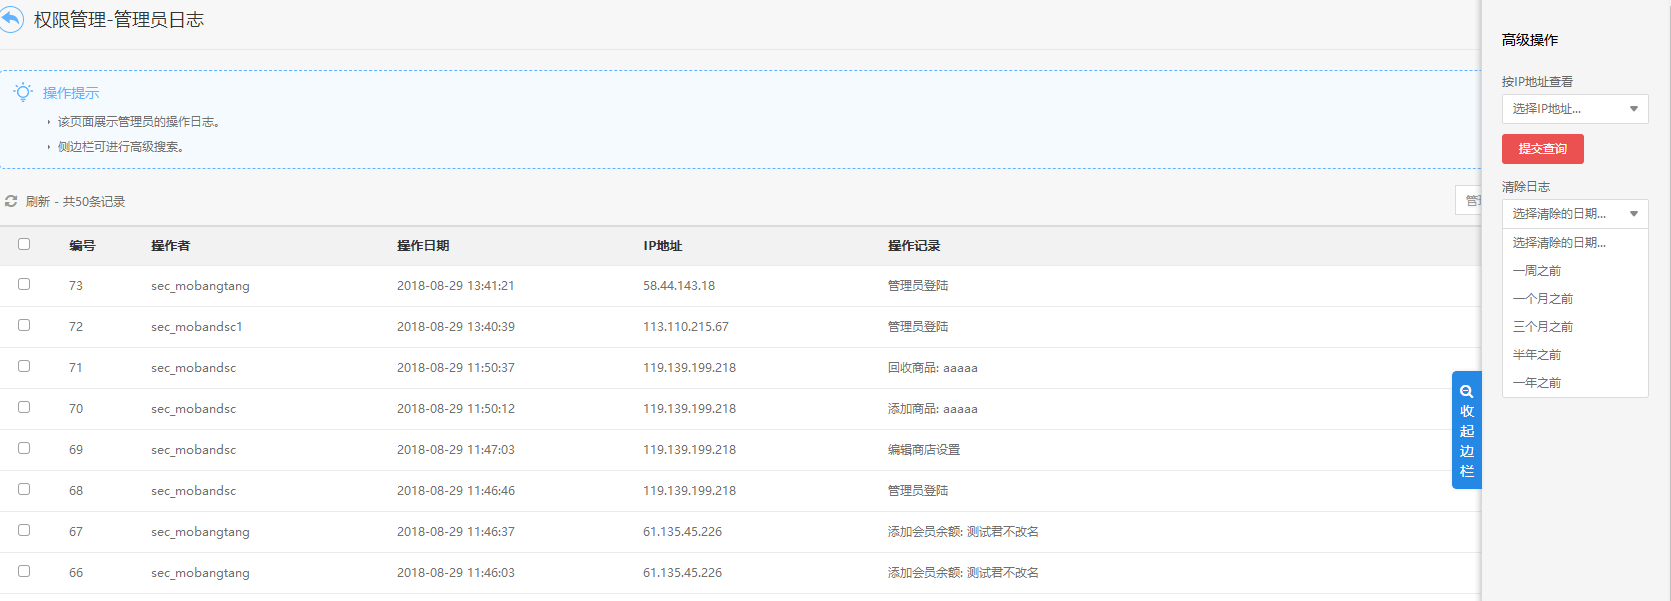 权限管理-管理员日志
操作提示
该页面展示管理员的操作日志。
侧边栏可进行高级搜索。
刷新 - 共50条记录
编号 操作者 操作日期 IP地址 操作记录
73 sec_mobangtang 2018-08-29 13:41:21 58.44.143.18 管理员登陆
72 sec_mobandsc1 2018-08-29 13:40:39 113.110.215.67 管理员登陆
71 sec_mobandsc 2018-08-29 11:50:37 119.139.199.218 回收商品: aaaaa
70 sec_mobandsc 2018-08-29 11:50:12 119.139.199.218 添加商品: aaaaa
69 sec_mobandsc 2018-08-29 11:47:03 119.139.199.218 编辑商店设置
68 sec_mobandsc 2018-08-29 11:46:46 119.139.199.218 管理员登陆
67 sec_mobangtang 2018-08-29 11:46:37 61.135.45.226 添加会员余额: 测试君不改名
66 sec_mobangtang 2018-08-29 11:46:03 61.135.45.226 添加会员余额: 测试君不改名
收起边栏
高级操作
按IP地址查看
选择IP地址...
提交查询
清除日志
选择清除的日期...
选择清除的日期...
一周之前
一个月之前
三个月之前
半年之前
一年之前